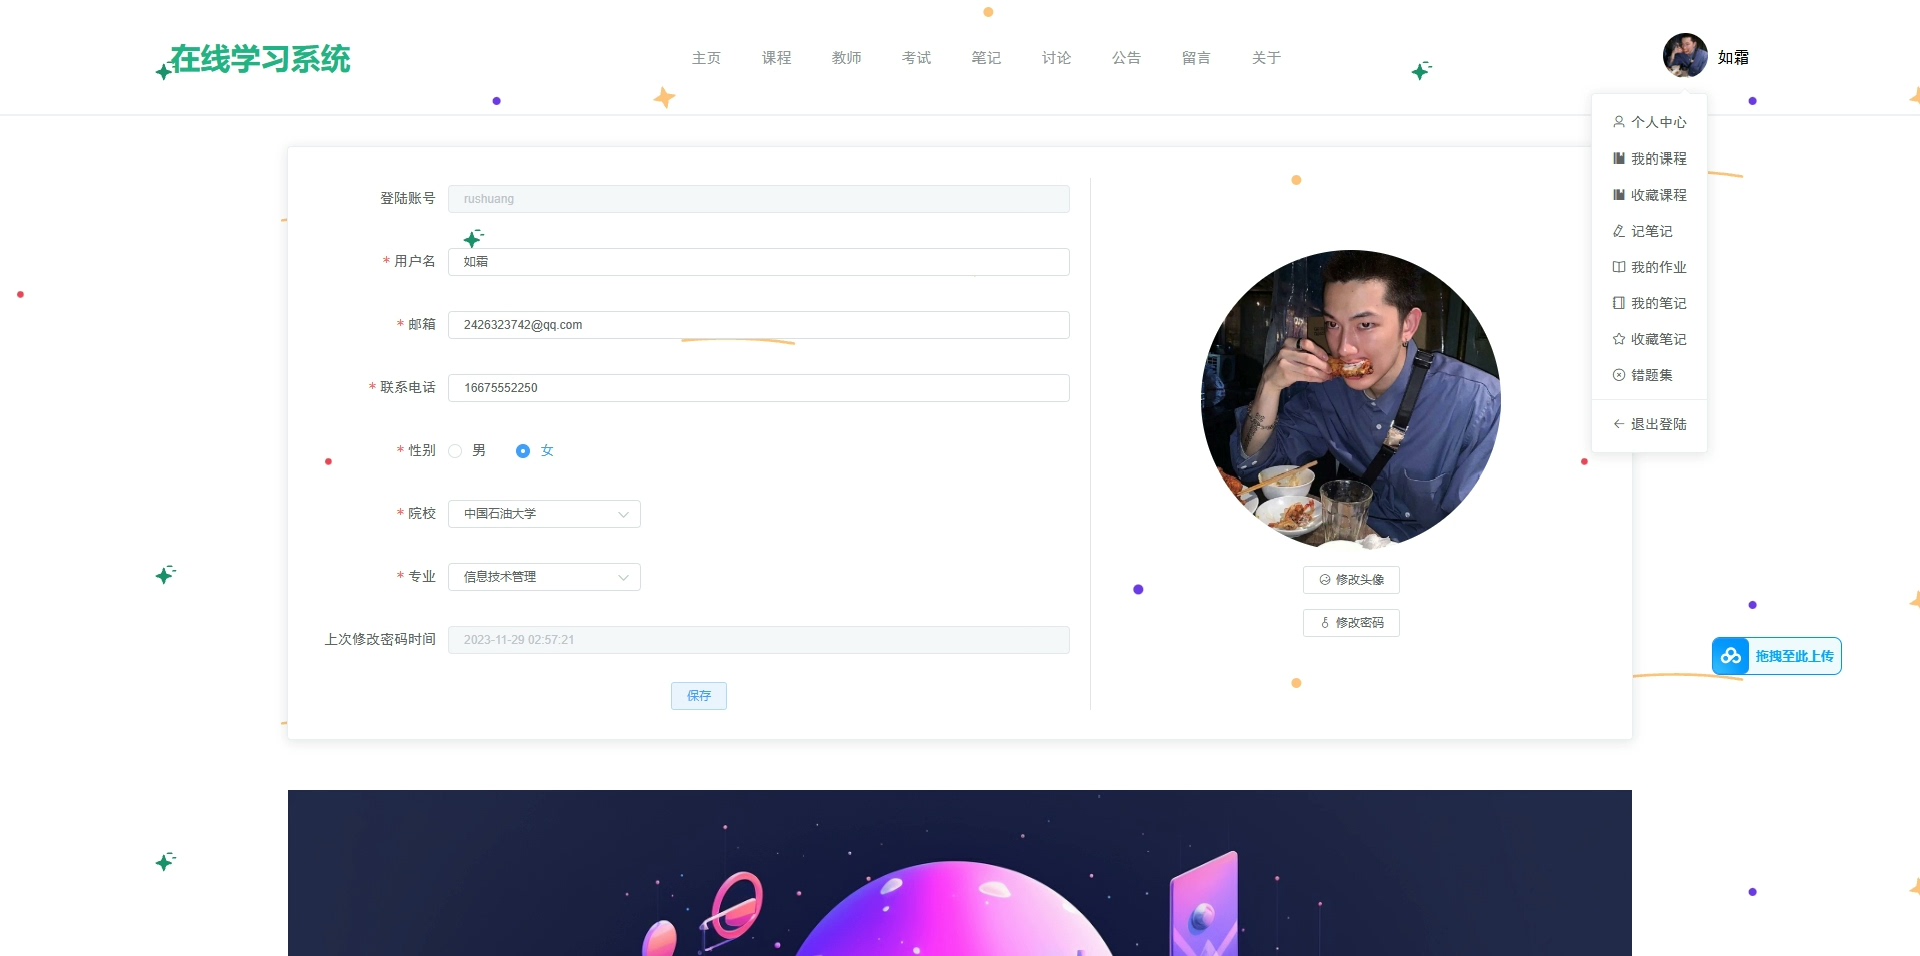 在线学习系统
主页 课程 教师 考试 笔记 讨论 公告 留言 关于
如霜
个人中心
我的课程
收藏课程
记笔记
我的作业
我的笔记
收藏笔记
错题集
退出登陆
登陆账号 rushuang
* 用户名 如霜
* 邮箱 2426323742@qq.com
* 联系电话 16675552250
* 性别 男 女
* 院校 中国石油大学
* 专业 信息技术管理
上次修改密码时间 2023-11-29 02:57:21
保存
修改头像
修改密码
拖拽至此上传